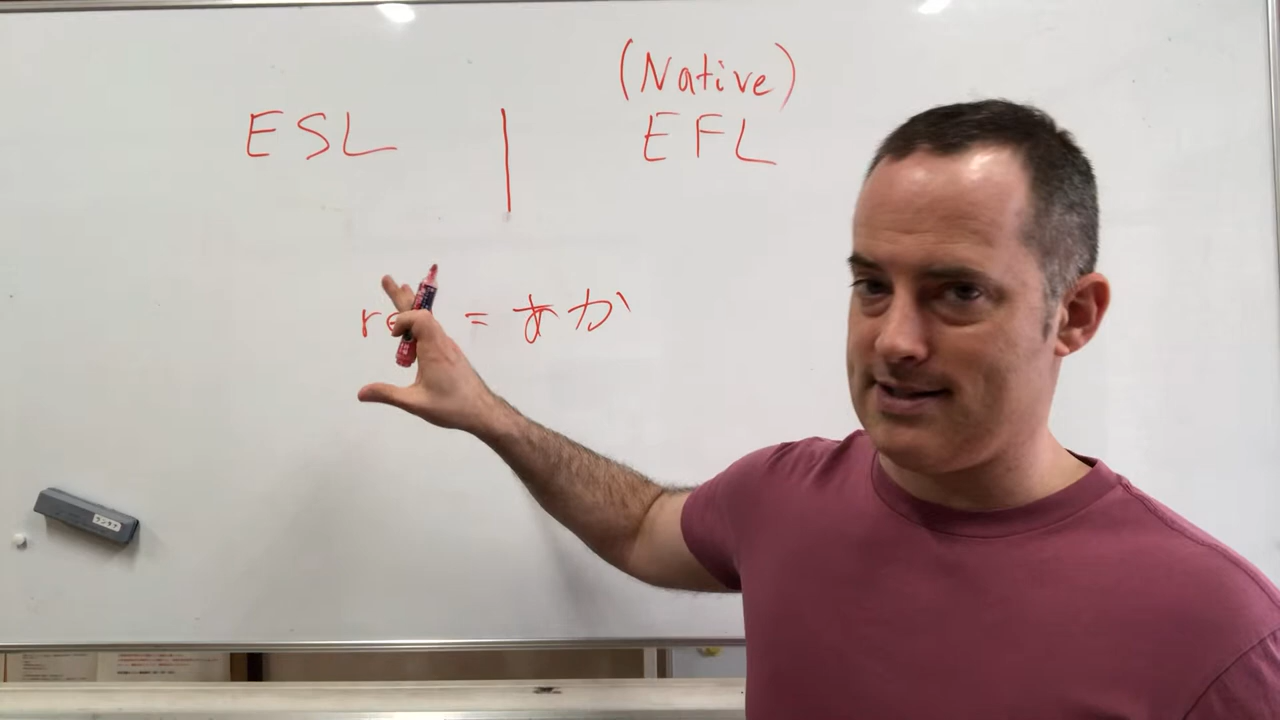 (Native)
ESL | EFL
re = あか